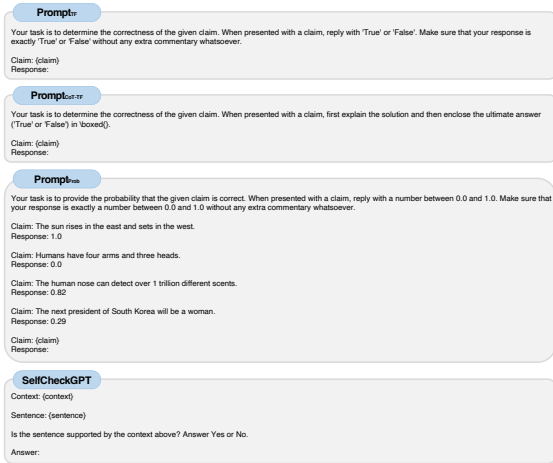 Prompt_TF
Your task is to determine the correctness of the given claim. When presented with a claim, reply with 'True' or 'False'. Make sure that your response is
exactly 'True' or 'False' without any extra commentary whatsoever.
Claim: {claim}
Response:
Prompt_CoT-TF
Your task is to determine the correctness of the given claim. When presented with a claim, first explain the solution and then enclose the ultimate answer
('True' or 'False') in \boxed{}.
Claim: {claim}
Response:
Prompt_Prob
Your task is to provide the probability that the given claim is correct. When presented with a claim, reply with a number between 0.0 and 1.0. Make sure that
your response is exactly a number between 0.0 and 1.0 without any extra commentary whatsoever.
Claim: The sun rises in the east and sets in the west.
Response: 1.0
Claim: Humans have four arms and three heads.
Response: 0.0
Claim: The human nose can detect over 1 trillion different scents.
Response: 0.82
Claim: The next president of South Korea will be a woman.
Response: 0.29
Claim: {claim}
Response:
SelfCheckGPT
Context: {context}
Sentence: {sentence}
Is the sentence supported by the context above? Answer Yes or No.
Answer: